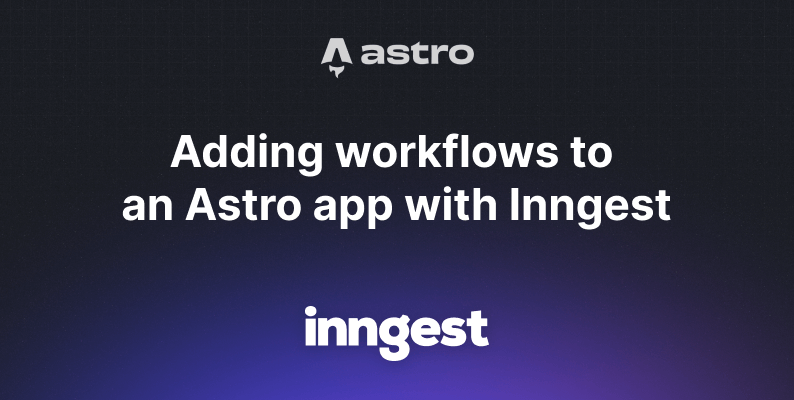 astro
Adding workflows to
an Astro app with Inngest
inngest